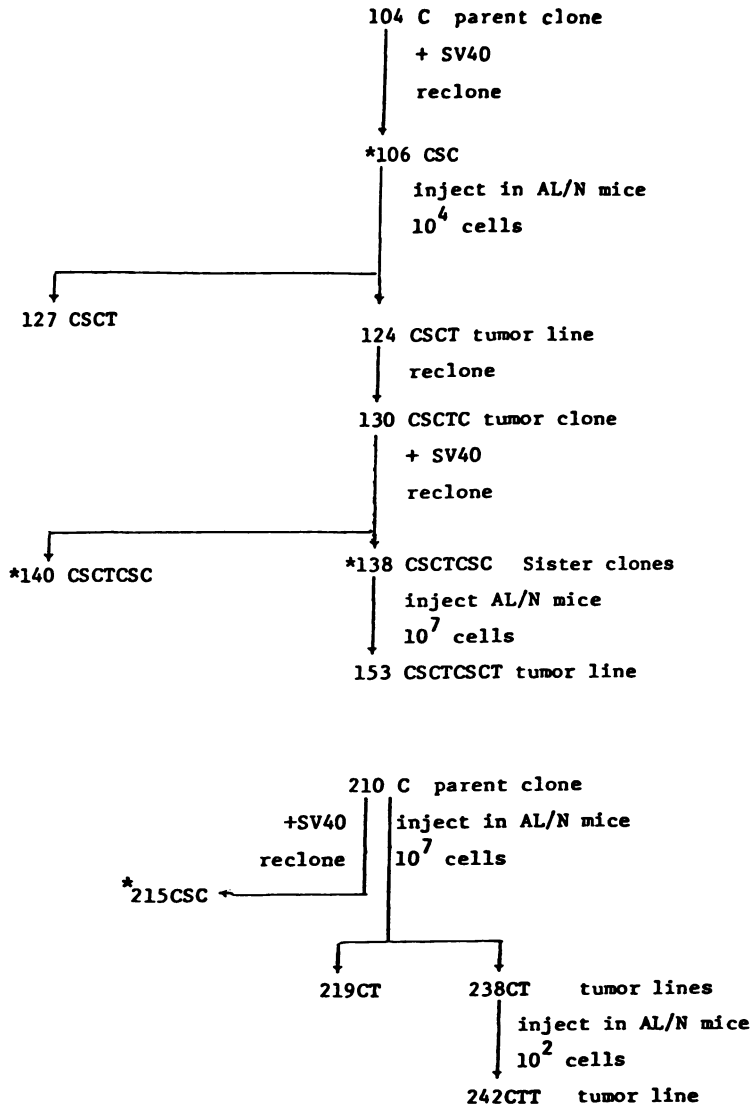 104 C parent clone
+ SV40
reclone
*106 CSC
inject in AL/N mice
10^4 cells
127 CSCT
124 CSCT tumor line
reclone
130 CSCTC tumor clone
+ SV40
reclone
*140 CSCTCSC
*138 CSCTCSC Sister clones
inject AL/N mice
10^7 cells
153 CSCTCSCT tumor line
210 C parent clone
+SV40
reclone
inject in AL/N mice
10^7 cells
*215CSC
219CT
238CT tumor lines
inject in AL/N mice
10^2 cells
242CTT tumor line